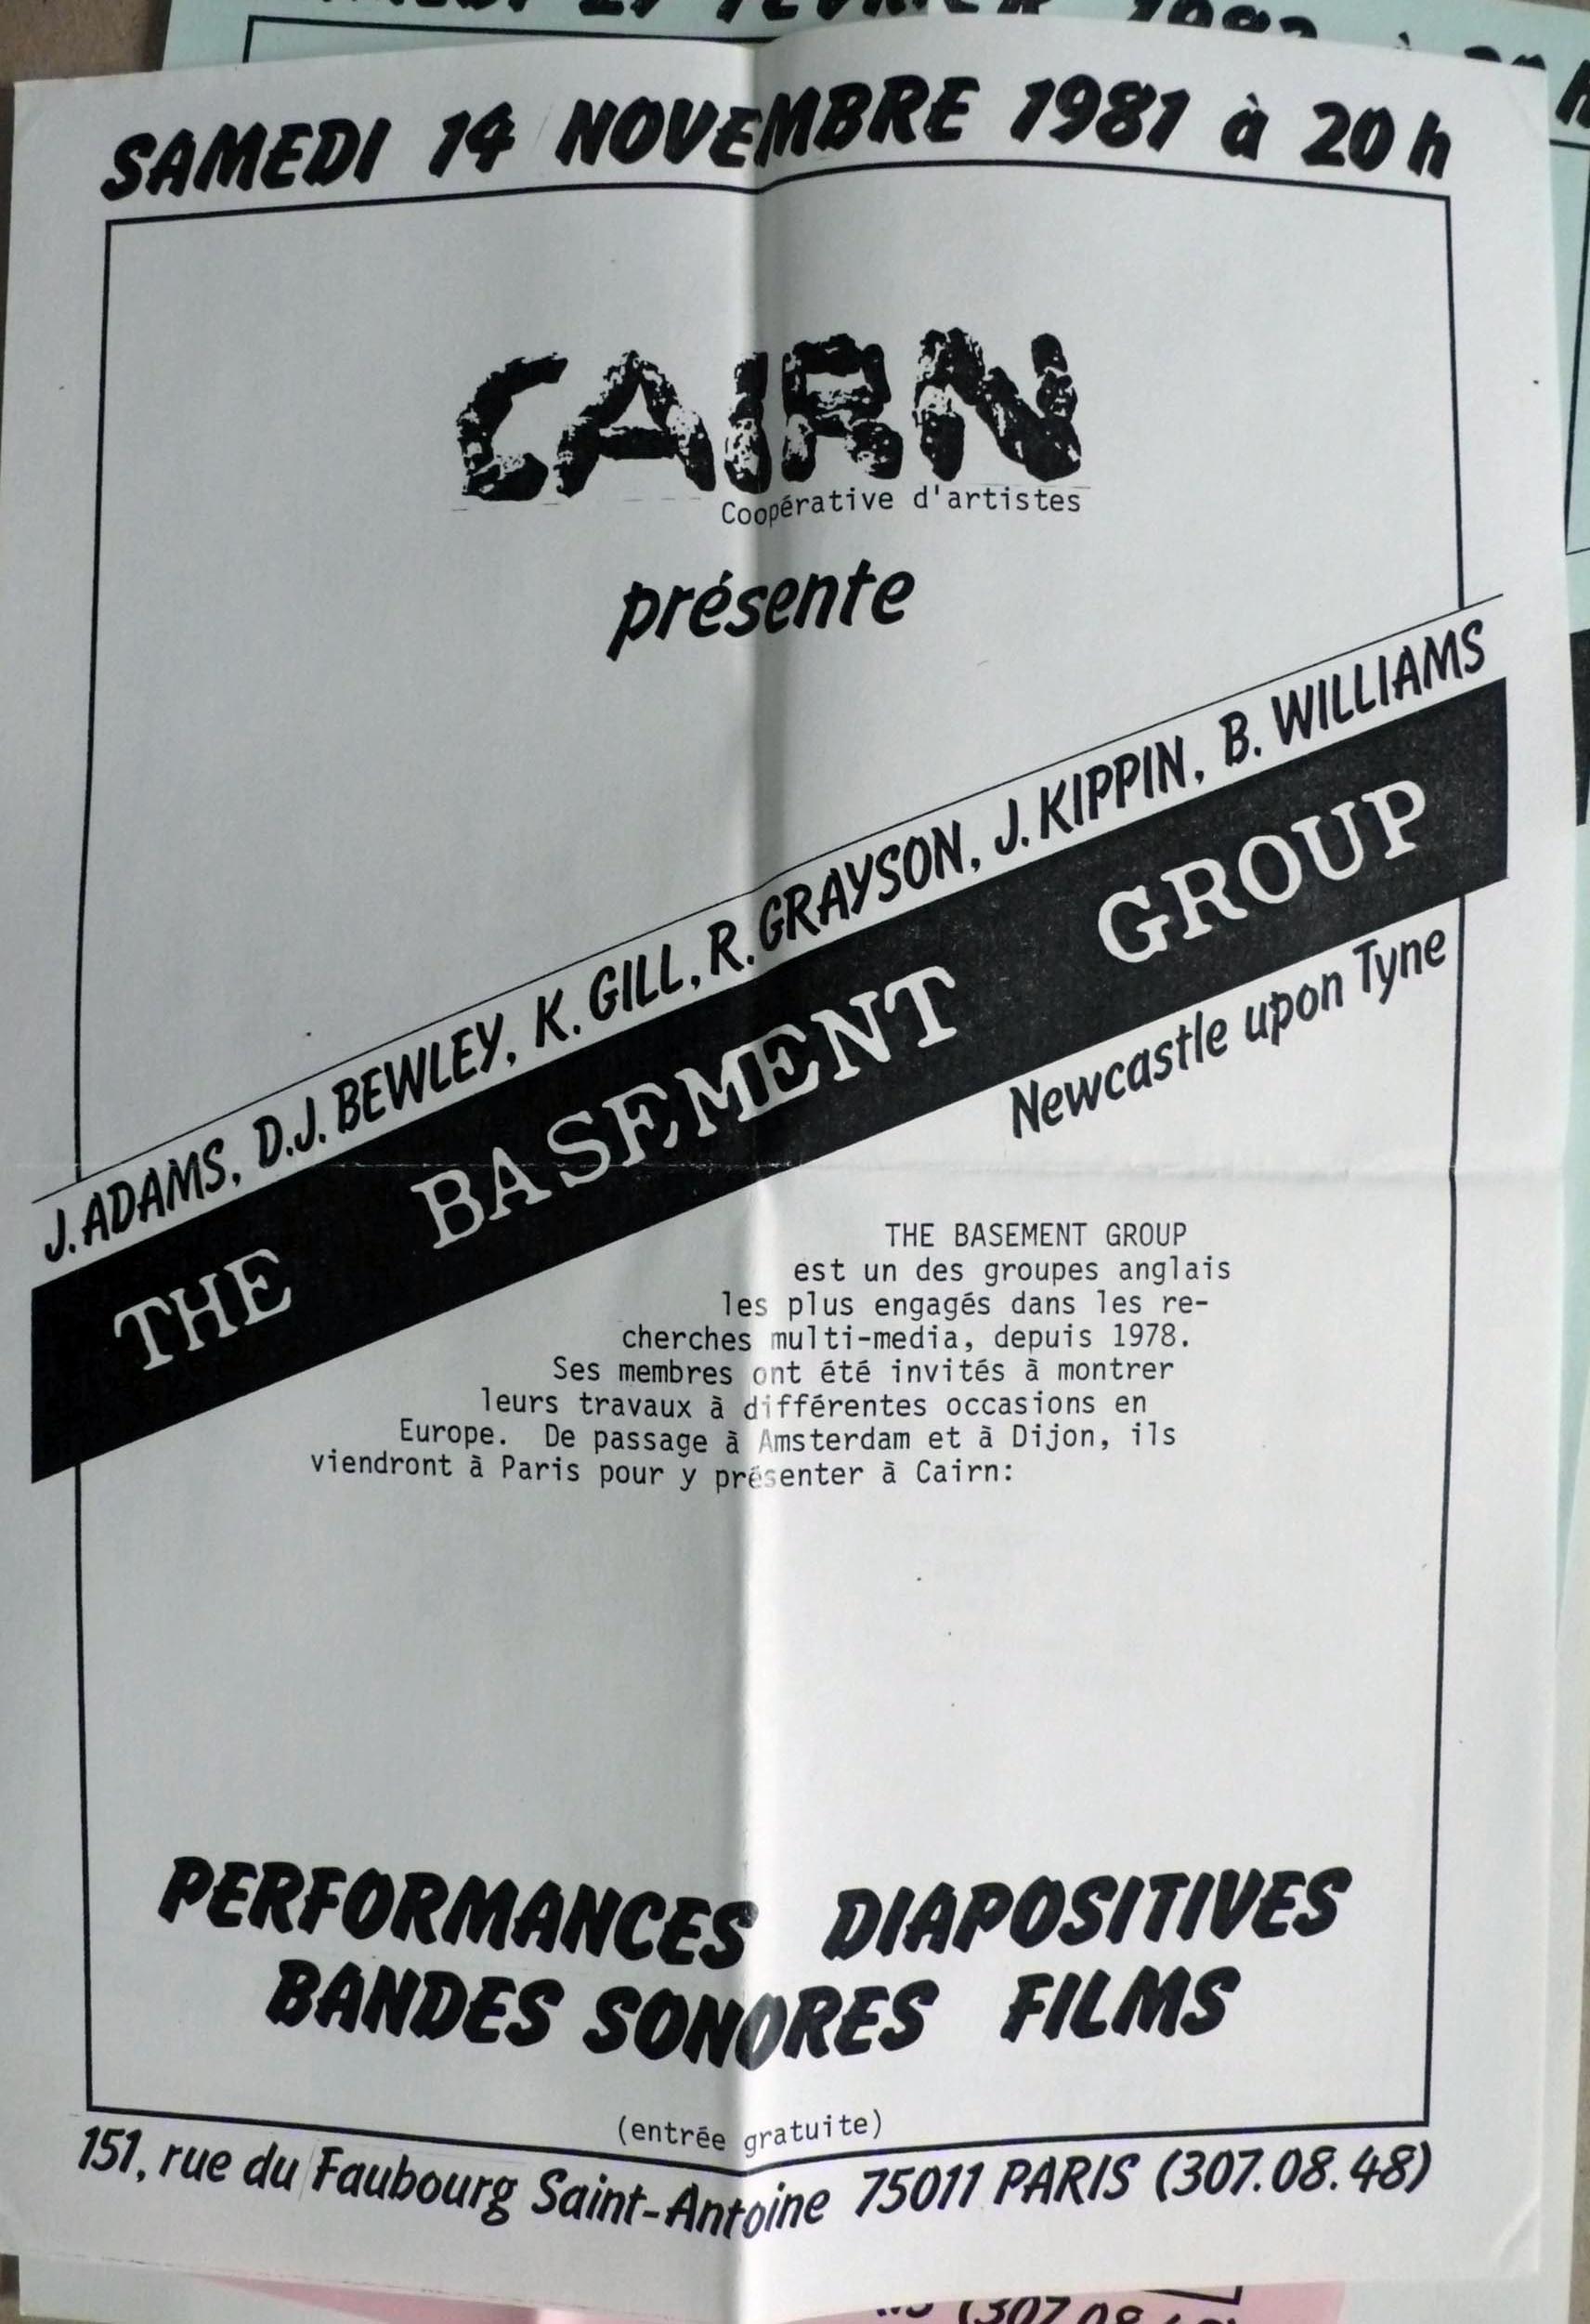 SAMEDI 14 NOVEMBRE 1981 à 20 h
CAIRN
Coopérative d'artistes
présente
J. ADAMS, D.J. BEWLEY, K. GILL, R. GRAYSON, J. KIPPIN, B. WILLIAMS
THE BASEMENT GROUP
Newcastle upon Tyne
THE BASEMENT GROUP
est un des groupes anglais
les plus engagés dans les re-
cherches multi-media, depuis 1978.
Ses membres ont été invités à montrer
leurs travaux à différentes occasions en
Europe. De passage à Amsterdam et à Dijon, ils
viendront à Paris pour y présenter à Cairn:
PERFORMANCES DIAPOSITIVES
BANDES SONORES FILMS
(entrée gratuite)
151, rue du Faubourg Saint-Antoine 75011 PARIS (307.08.48)